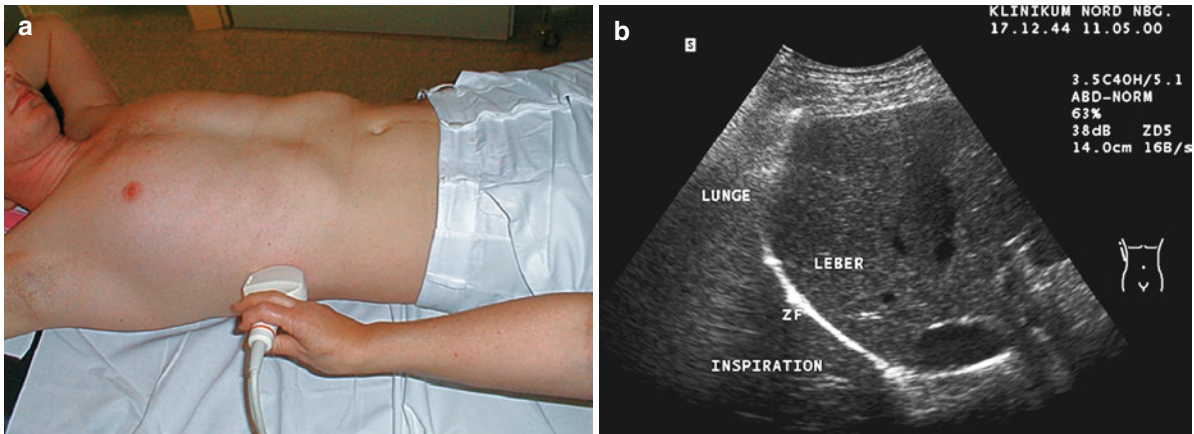 a
b
S
KLINIKUM NORD NBG.
17.12.44 11.05.00
3.5C40H/5.1
ABD-NORM
63%
38dB ZD5
14.0cm 16B/s
LUNGE
LEBER
ZF
INSPIRATION